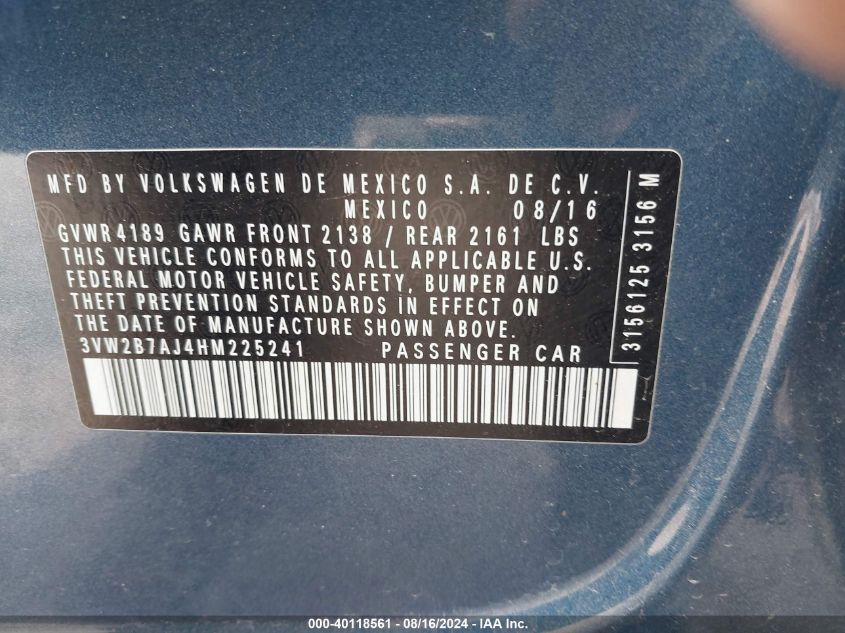 MFD BY VOLKSWAGEN DE MEXICO S.A. DE C.V.
MEXICO 08/16
GVWR 4189 GAWR FRONT 2138 / REAR 2161 LBS
THIS VEHICLE CONFORMS TO ALL APPLICABLE U.S.
FEDERAL MOTOR VEHICLE SAFETY, BUMPER AND
THEFT PREVENTION STANDARDS IN EFFECT ON
THE DATE OF MANUFACTURE SHOWN ABOVE.
3VW2B7AJ4HM225241 PASSENGER CAR
3156125 3156 M
000-40118561 - 08/16/2024 - IAA Inc.